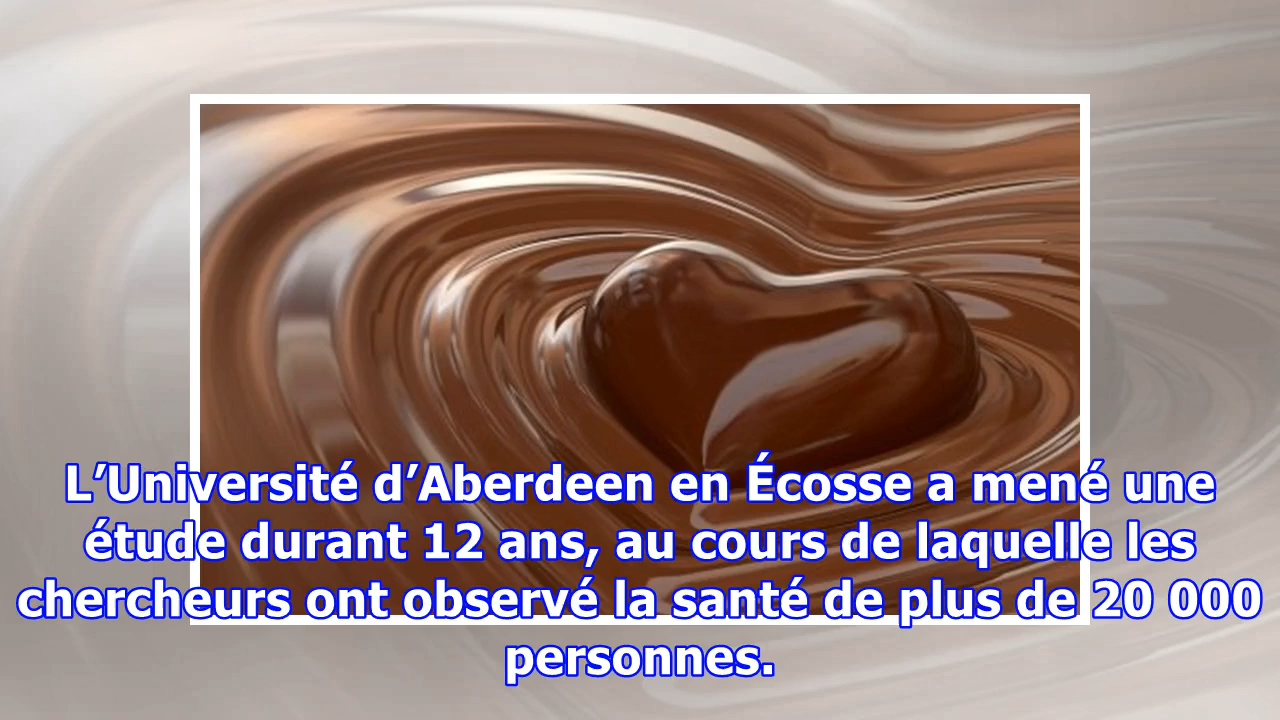 L’Université d’Aberdeen en Écosse a mené une
étude durant 12 ans, au cours de laquelle les
chercheurs ont observé la santé de plus de 20 000
personnes.